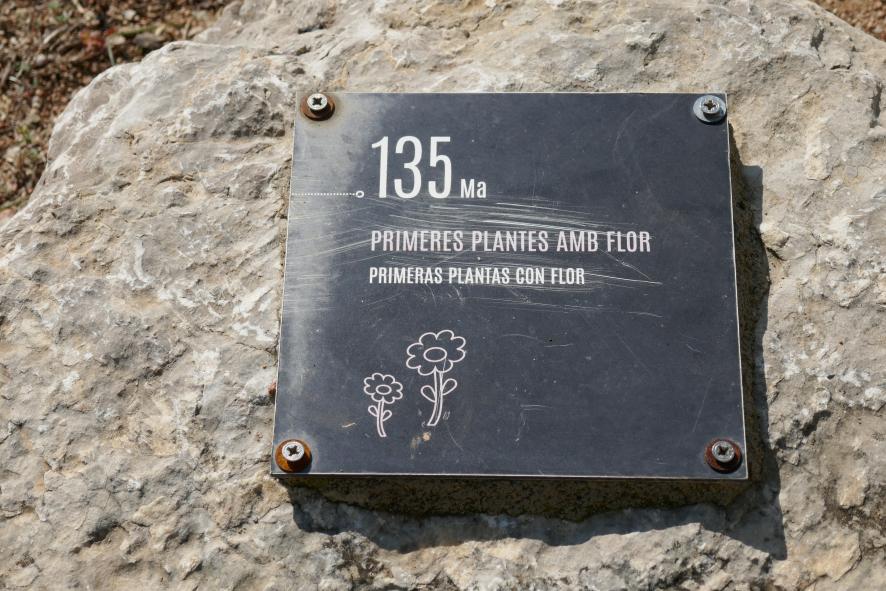 135 Ma
PRIMERES PLANTES AMB FLOR
PRIMERAS PLANTAS CON FLOR